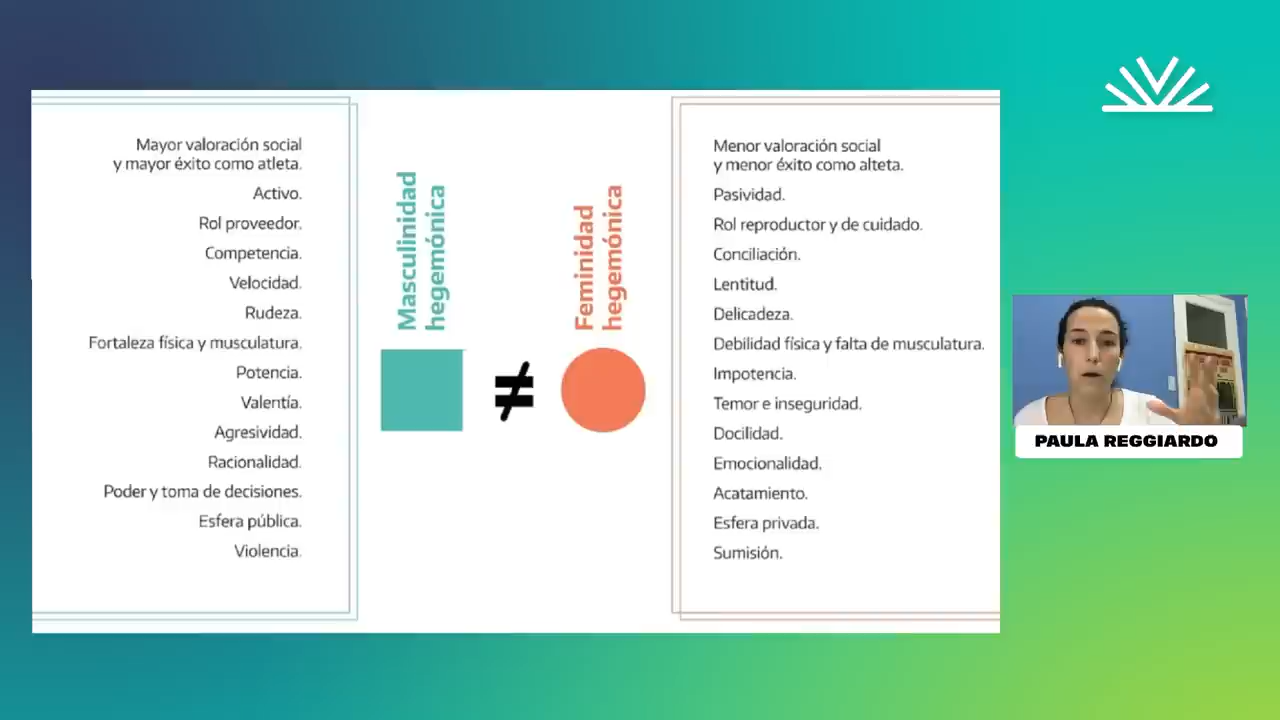 Mayor valoración social
y mayor éxito como atleta.
Activo.
Rol proveedor.
Competencia.
Velocidad.
Rudeza.
Fortaleza física y musculatura.
Potencia.
Valentía.
Agresividad.
Racionalidad.
Poder y toma de decisiones.
Esfera pública.
Violencia.
Masculinidad
hegemónica
≠
Feminidad
hegemónica
Menor valoración social
y menor éxito como alteta.
Pasividad.
Rol reproductor y de cuidado.
Conciliación.
Lentitud.
Delicadeza.
Debilidad física y falta de musculatura.
Impotencia.
Temor e inseguridad.
Docilidad.
Emocionalidad.
Acatamiento.
Esfera privada.
Sumisión.
PAULA REGGIARDO